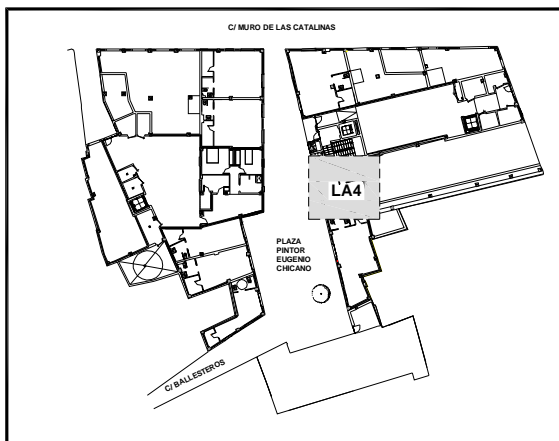 C/ MURO DE LAS CATALINAS
LA4
PLAZA
PINTOR
EUGENIO
CHICANO
C/ BALLESTEROS